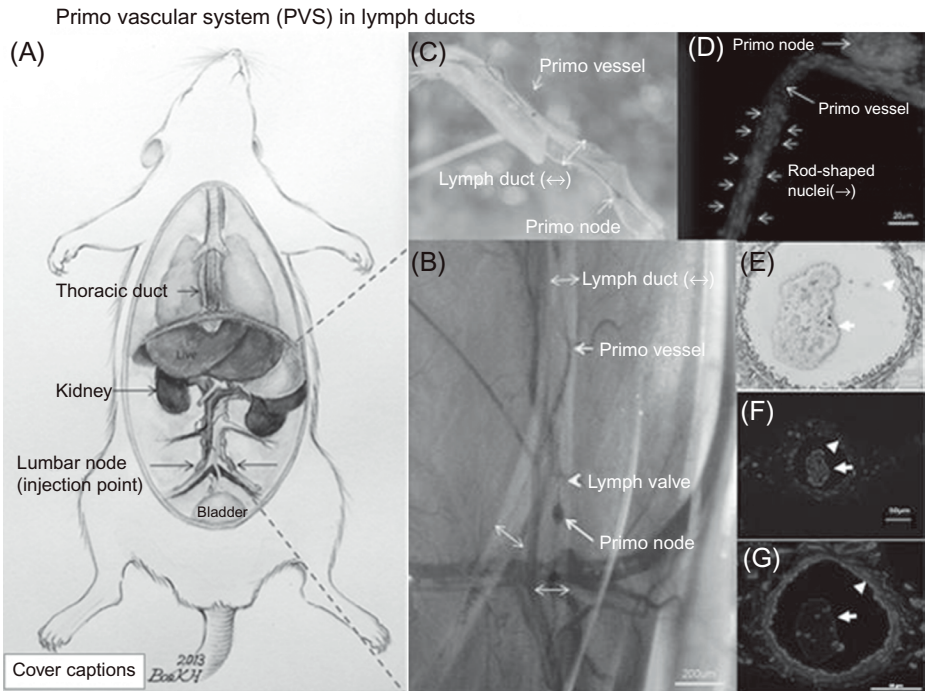 Primo vascular system (PVS) in lymph ducts
(A)
Thoracic duct
Live
Kidney
Lumbar node
(injection point)
Bladder
2013
Cover captions
(C)
Primo vessel
Lymph duct (↔)
Primo node
(D)
Primo node
Primo vessel
Rod-shaped
nuclei(→)
20μm
(B)
Lymph duct (↔)
Primo vessel
Lymph valve
Primo node
200μm
(E)
(F)
50μm
(G)